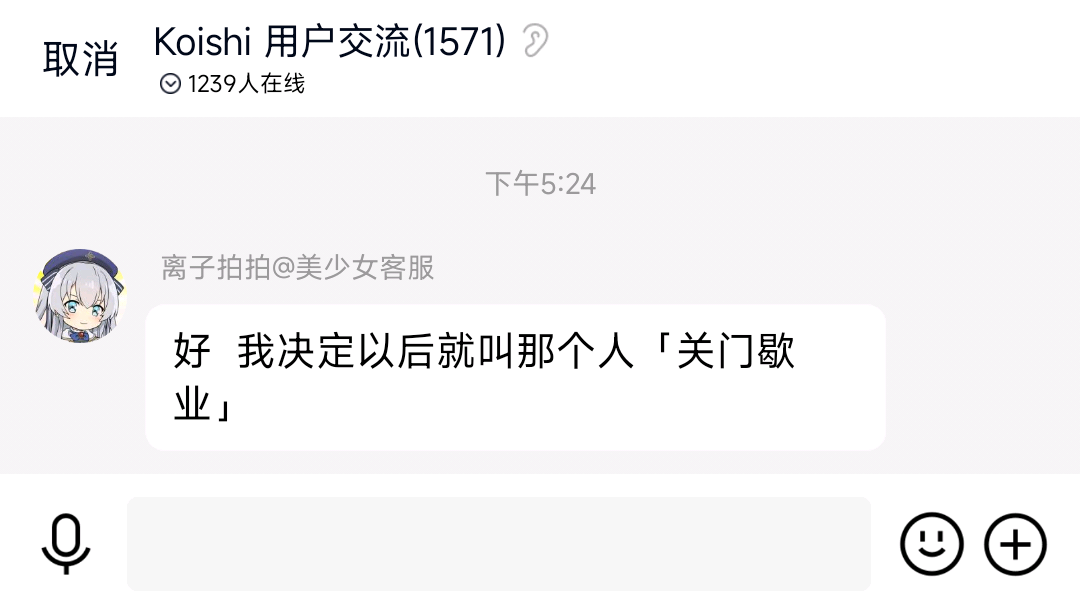 取消
Koishi 用户交流(1571)
1239人在线
下午5:24
离子拍拍@美少女客服
好 我决定以后就叫那个人「关门歇
业」